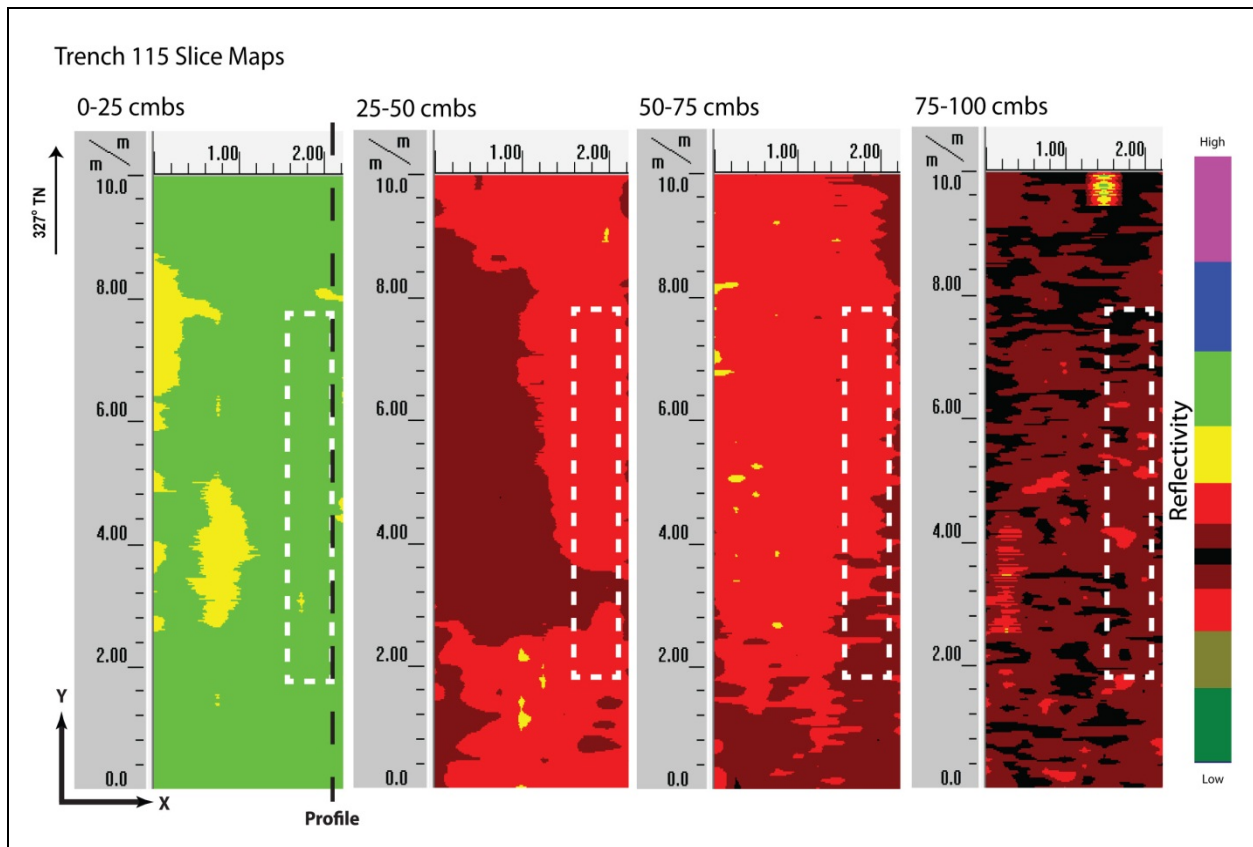 Trench 115 Slice Maps
0-25 cmbs
25-50 cmbs
50-75 cmbs
75-100 cmbs
m m 1.00 2.00
m m 1.00 2.00
m m 1.00 2.00
m m 1.00 2.00
High
327° TN
10.0 10.0 10.0 10.0
8.00 8.00 8.00 8.00
6.00 6.00 6.00 6.00
Reflectivity
4.00 4.00 4.00 4.00
2.00 2.00 2.00 2.00
Y
0.0 0.0 0.0 0.0
Low
X
Profile